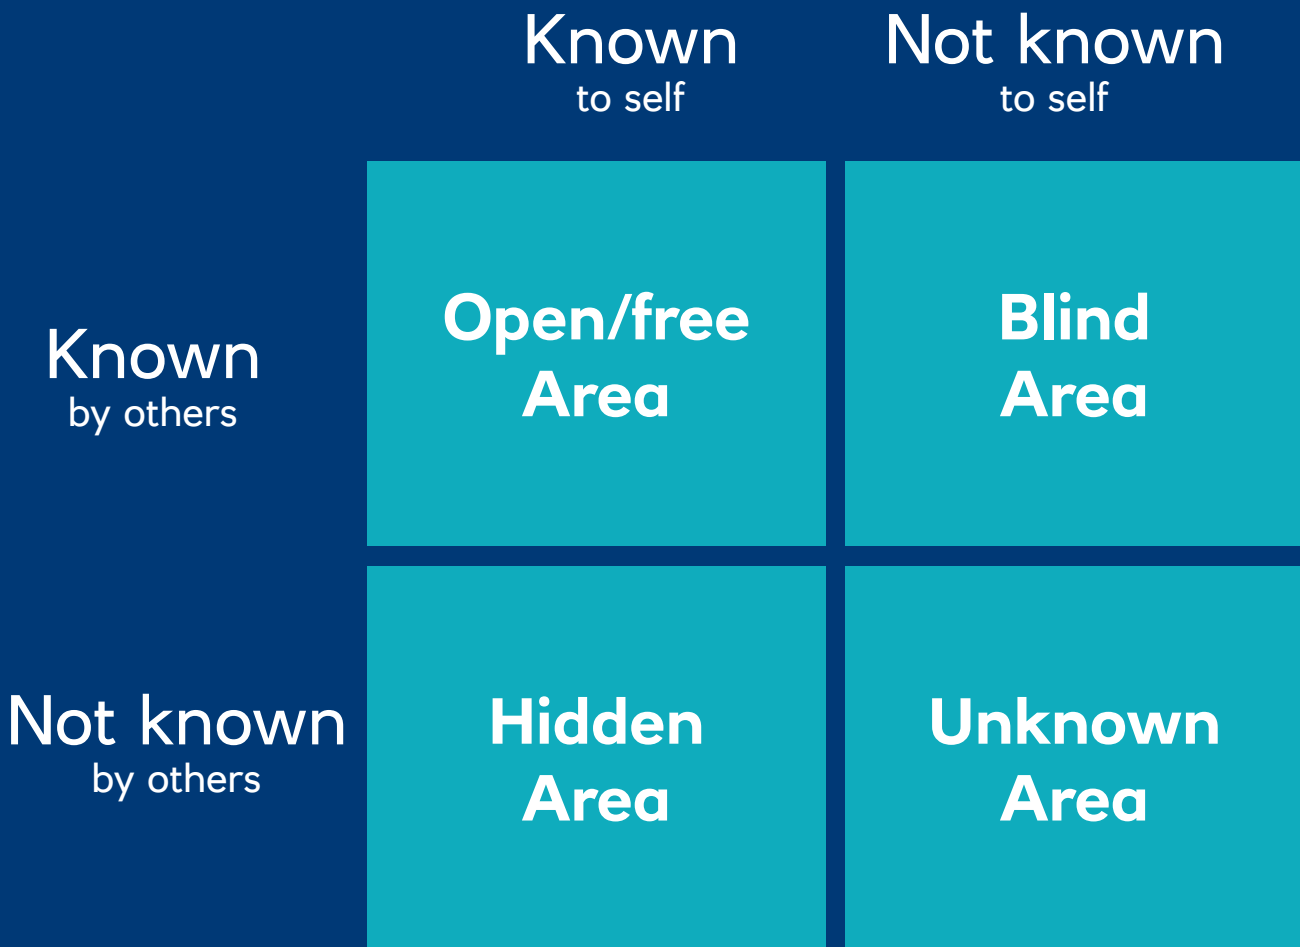 Known
to self
Not known
to self
Known
by others
Open/free
Area
Blind
Area
Not known
by others
Hidden
Area
Unknown
Area